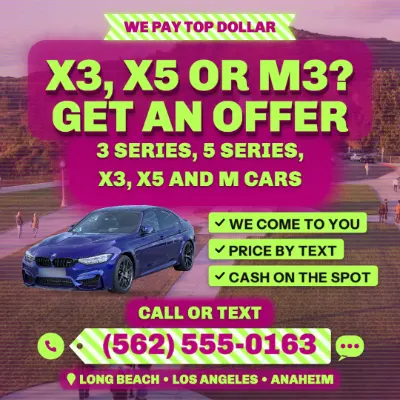 WE PAY TOP DOLLAR
X3, X5 OR M3?
GET AN OFFER
3 SERIES, 5 SERIES,
X3, X5 AND M CARS
WE COME TO YOU
PRICE BY TEXT
CASH ON THE SPOT
CALL OR TEXT
(562) 555-0163
LONG BEACH • LOS ANGELES • ANAHEIM